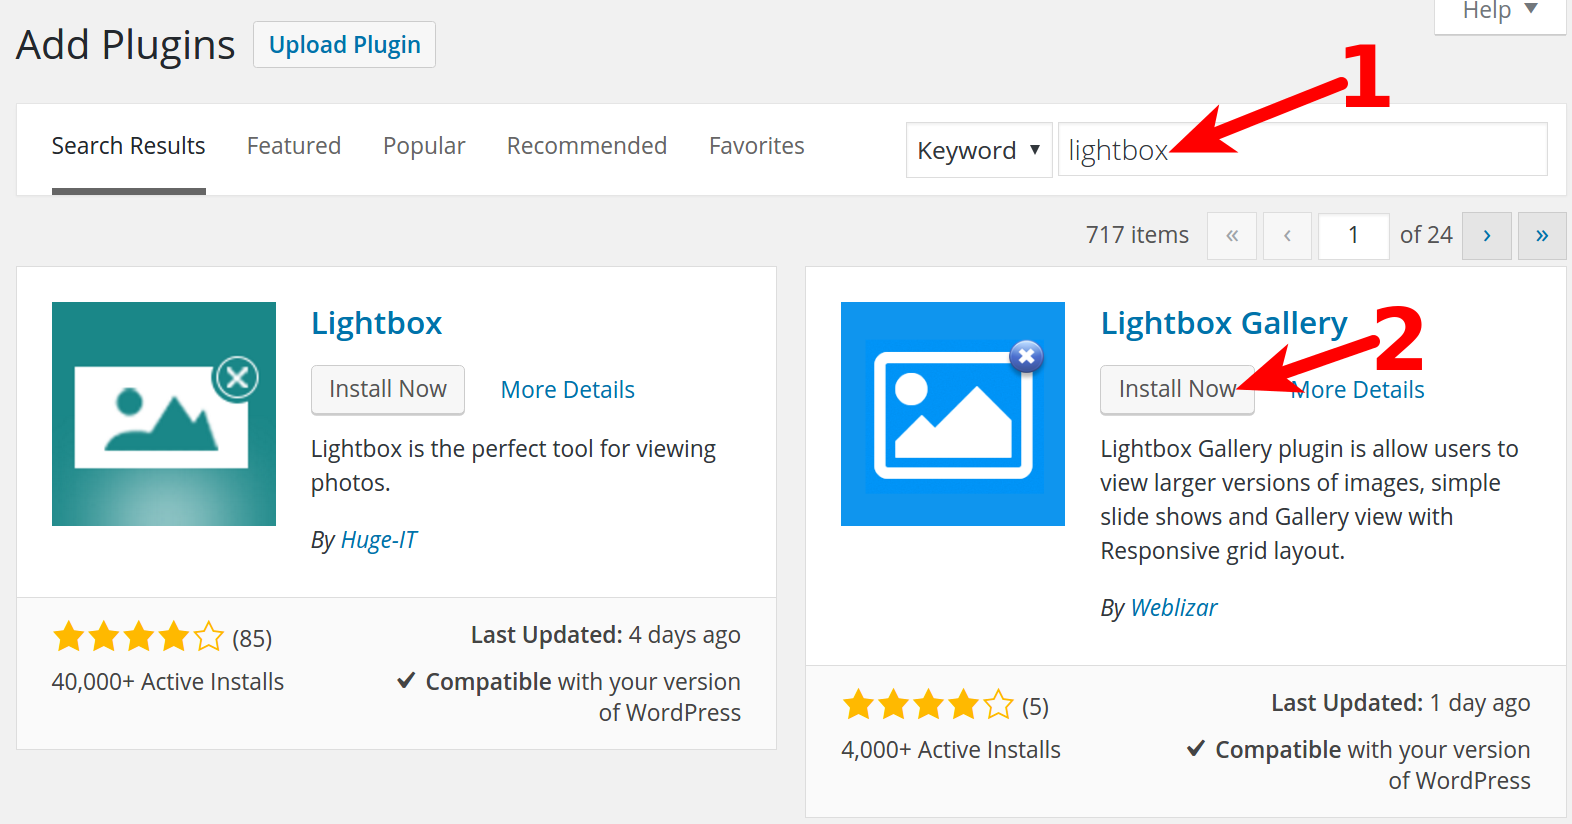 Help ▼
Add Plugins Upload Plugin
1
Search Results Featured Popular Recommended Favorites Keyword ▼ lightbox
717 items « ‹ 1 of 24 › »
Lightbox
Install Now More Details
Lightbox is the perfect tool for viewing
photos.
By Huge-IT
(85) Last Updated: 4 days ago
40,000+ Active Installs ✔ Compatible with your version
of WordPress
Lightbox Gallery
2
Install Now More Details
Lightbox Gallery plugin is allow users to
view larger versions of images, simple
slide shows and Gallery view with
Responsive grid layout.
By Weblizar
(5) Last Updated: 1 day ago
4,000+ Active Installs ✔ Compatible with your version
of WordPress